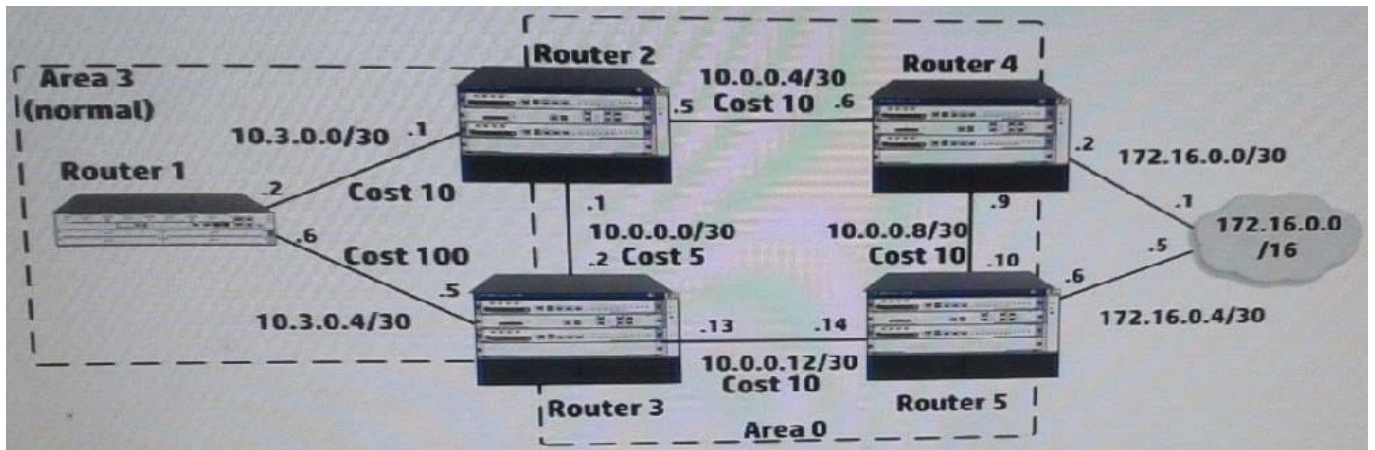 Area 3
(normal)
Router 2
Router 4
10.0.0.4/30
.5 Cost 10 .6
10.3.0.0/30 .1
Router 1
.2
Cost 10
.2
172.16.0.0/30
.1
172.16.0.0
/16
.1
10.0.0.0/30
.2 Cost 5
.9
10.0.0.8/30
Cost 10 .10
.6
Cost 100
.5
.6
.5
10.3.0.4/30
172.16.0.4/30
.13
.14
10.0.0.12/30
Cost 10
Router 3
Router 5
Area 0